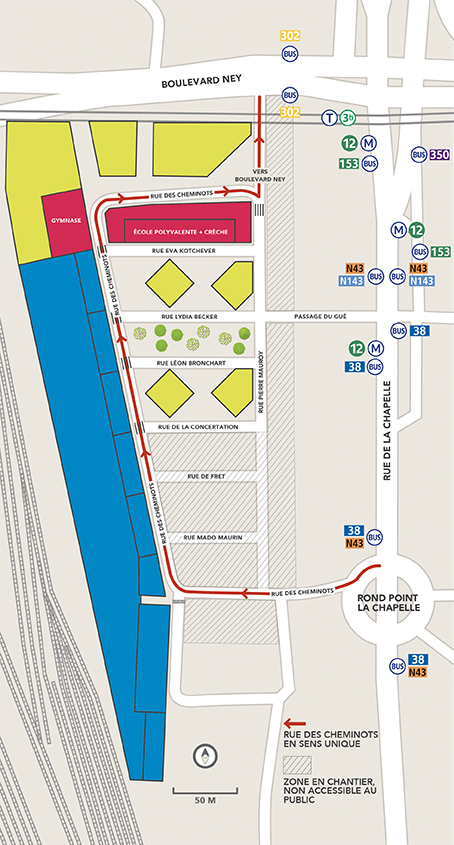 302
BUS
BOULEVARD NEY
BUS
302
T 3b
12 M
153 BUS
BUS 350
VERS
BOULEVARD NEY
RUE DES CHEMINOTS
GYMNASE
M 12
ÉCOLE POLYVALENTE + CRÈCHE
BUS 153
RUE EVA KOTCHEVER
RUE DES CHEMINOTS
N43 BUS
N143
BUS N43
N143
RUE LYDIA BECKER
PASSAGE DU GUÉ
BUS 38
12 M
38 BUS
RUE LÉON BRONCHART
RUE PIERRE MAUROY
RUE DE LA CHAPELLE
RUE DE LA CONCERTATION
RUE DE FRET
RUE DES CHEMINOTS
RUE MADO MAURIN
38 BUS
N43
RUE DES CHEMINOTS
ROND POINT
LA CHAPELLE
BUS 38
N43
RUE DES CHEMINOTS
EN SENS UNIQUE
ZONE EN CHANTIER,
NON ACCESSIBLE AU
PUBLIC
50 M